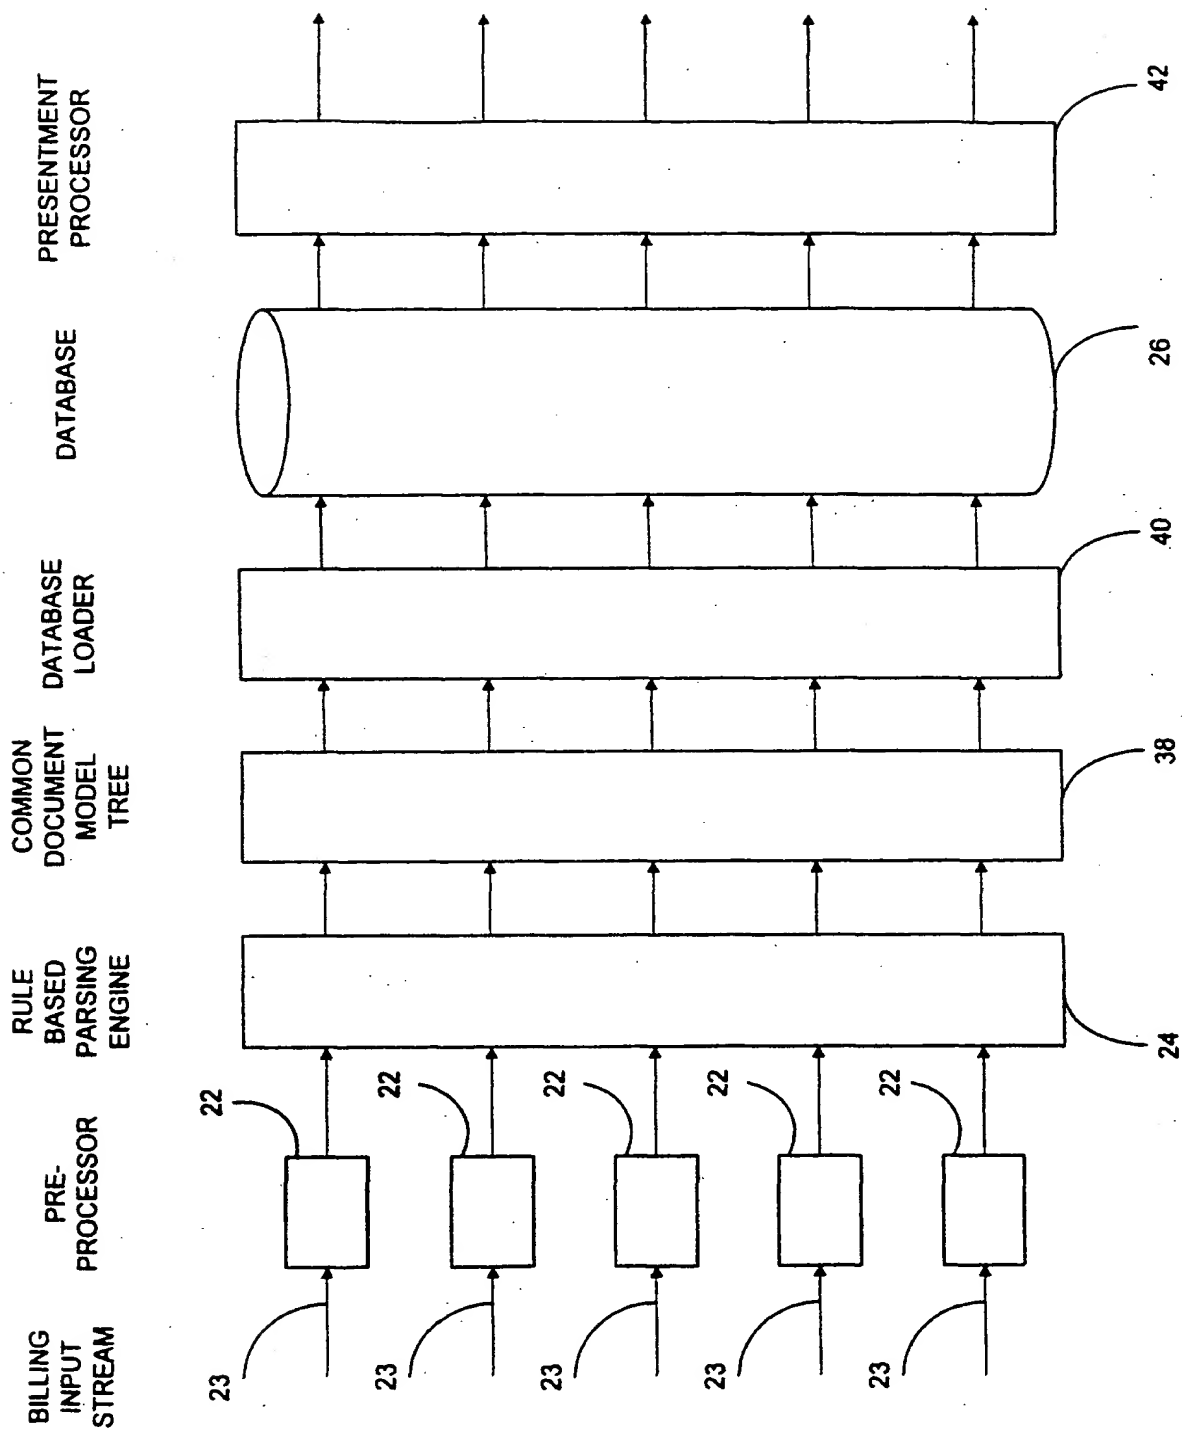 BILLING
INPUT
STREAM
PRE-
PROCESSOR
RULE
BASED
PARSING
ENGINE
COMMON
DOCUMENT
MODEL
TREE
DATABASE
LOADER
DATABASE
PRESENTMENT
PROCESSOR
23
22
23
22
23
22
23
22
23
22
24
38
40
26
42